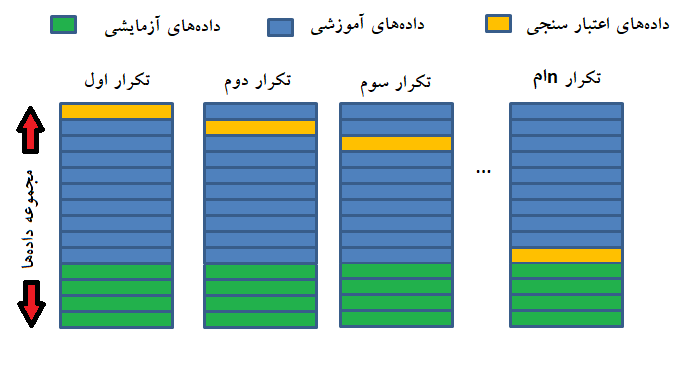 داده‌های اعتبار سنجی
داده‌های آموزشی
داده‌های آزمایشی
تکرار اول
تکرار دوم
تکرار سوم
تکرار nام
...
مجموعه داده‌ها